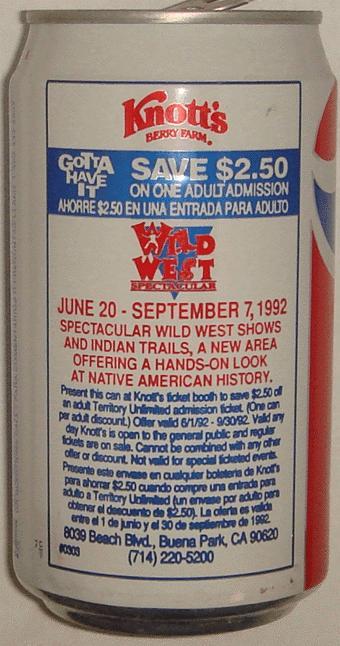 Knott's
BERRY FARM.
GOTTA
HAVE
IT
SAVE $2.50
ON ONE ADULT ADMISSION
AHORRE $2.50 EN UNA ENTRADA PARA ADULTO
WILD
WEST
SPECTACULAR
JUNE 20 - SEPTEMBER 7, 1992
SPECTACULAR WILD WEST SHOWS
AND INDIAN TRAILS, A NEW AREA
OFFERING A HANDS-ON LOOK
AT NATIVE AMERICAN HISTORY.
Present this can at Knott's ticket booth to save $2.50 off
an adult Territory Unlimited admission ticket. (One can
per adult discount.) Offer valid 6/1/92 - 9/30/92. Valid any
day Knott's is open to the general public and regular
tickets are on sale. Cannot be combined with any other
offer or discount. Not valid for special ticketed events.
Presente este envase en cualquier boletería de Knott's
para ahorrar $2.50 cuando compre una entrada para
adulto a Territory Unlimited (un envase por adulto para
obtener el descuento de $2.50). La oferta es valida
entre el 1 de junio y el 30 de septiembre de 1992.
8039 Beach Blvd., Buena Park, CA 90620
#0303
(714) 220-5200